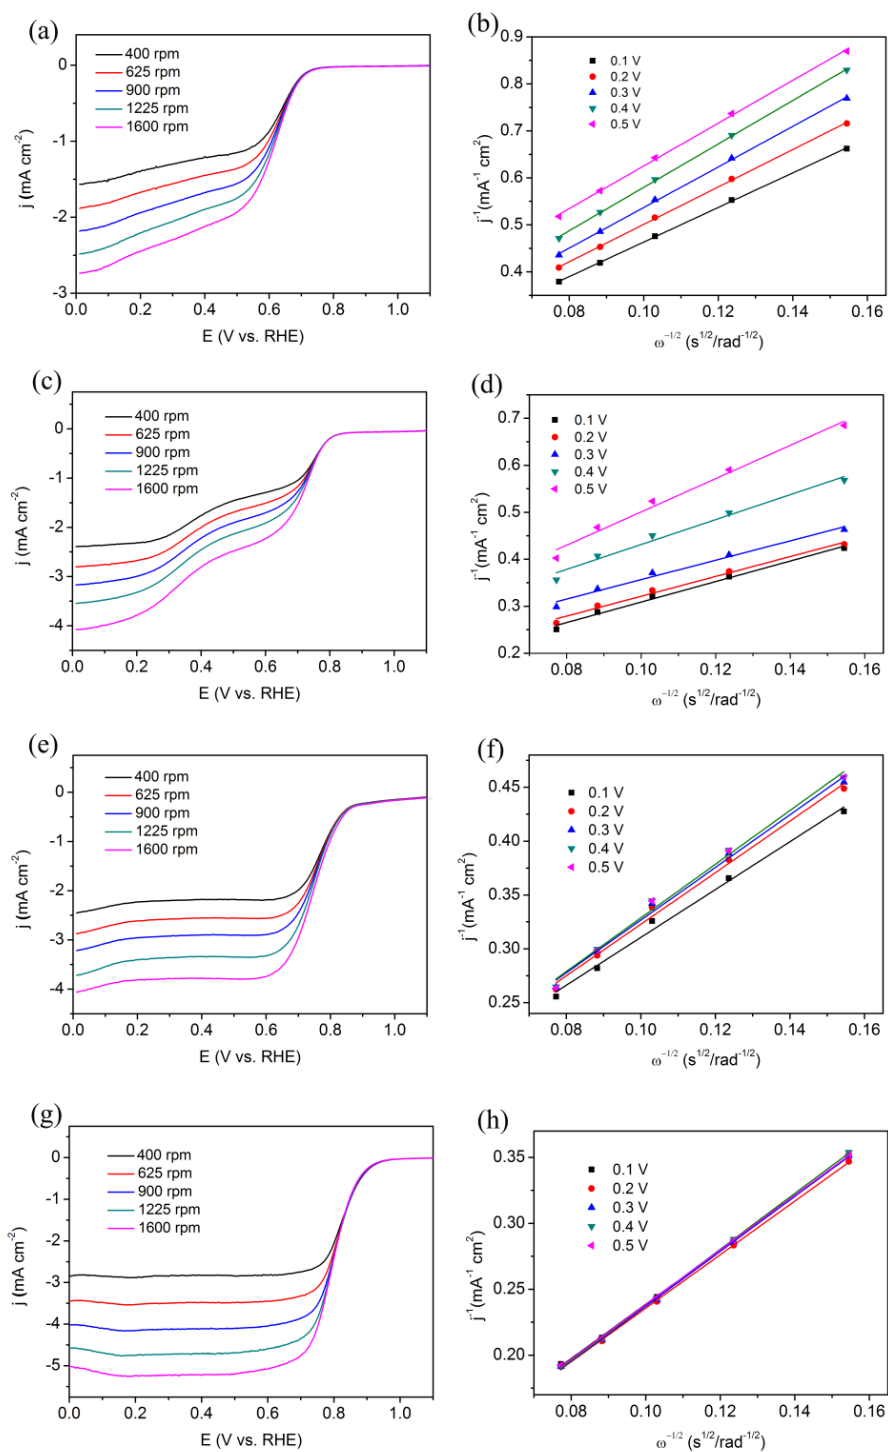 (a)
400 rpm
625 rpm
900 rpm
1225 rpm
1600 rpm
0
-1
-2
-3
j (mA cm⁻²)
0.0 0.2 0.4 0.6 0.8 1.0
E (V vs. RHE)
(b)
0.1 V
0.2 V
0.3 V
0.4 V
0.5 V
0.9
0.8
0.7
0.6
0.5
0.4
j⁻¹(mA⁻¹ cm²)
0.08 0.10 0.12 0.14 0.16
ω⁻¹/² (s¹/²/rad⁻¹/²)
(c)
400 rpm
625 rpm
900 rpm
1225 rpm
1600 rpm
0
-1
-2
-3
-4
j (mA cm⁻²)
0.0 0.2 0.4 0.6 0.8 1.0
E (V vs. RHE)
(d)
0.1 V
0.2 V
0.3 V
0.4 V
0.5 V
0.7
0.6
0.5
0.4
0.3
0.2
j⁻¹(mA⁻¹ cm²)
0.08 0.10 0.12 0.14 0.16
ω⁻¹/² (s¹/²/rad⁻¹/²)
(e)
400 rpm
625 rpm
900 rpm
1225 rpm
1600 rpm
0
-1
-2
-3
-4
j (mA cm⁻²)
0.0 0.2 0.4 0.6 0.8 1.0
E (V vs. RHE)
(f)
0.1 V
0.2 V
0.3 V
0.4 V
0.5 V
0.45
0.40
0.35
0.30
0.25
j⁻¹(mA⁻¹ cm²)
0.08 0.10 0.12 0.14 0.16
ω⁻¹/² (s¹/²/rad⁻¹/²)
(g)
400 rpm
625 rpm
900 rpm
1225 rpm
1600 rpm
0
-1
-2
-3
-4
-5
j (mA cm⁻²)
0.0 0.2 0.4 0.6 0.8 1.0
E (V vs. RHE)
(h)
0.1 V
0.2 V
0.3 V
0.4 V
0.5 V
0.35
0.30
0.25
0.20
j⁻¹(mA⁻¹ cm²)
0.08 0.10 0.12 0.14 0.16
ω⁻¹/² (s¹/²/rad⁻¹/²)